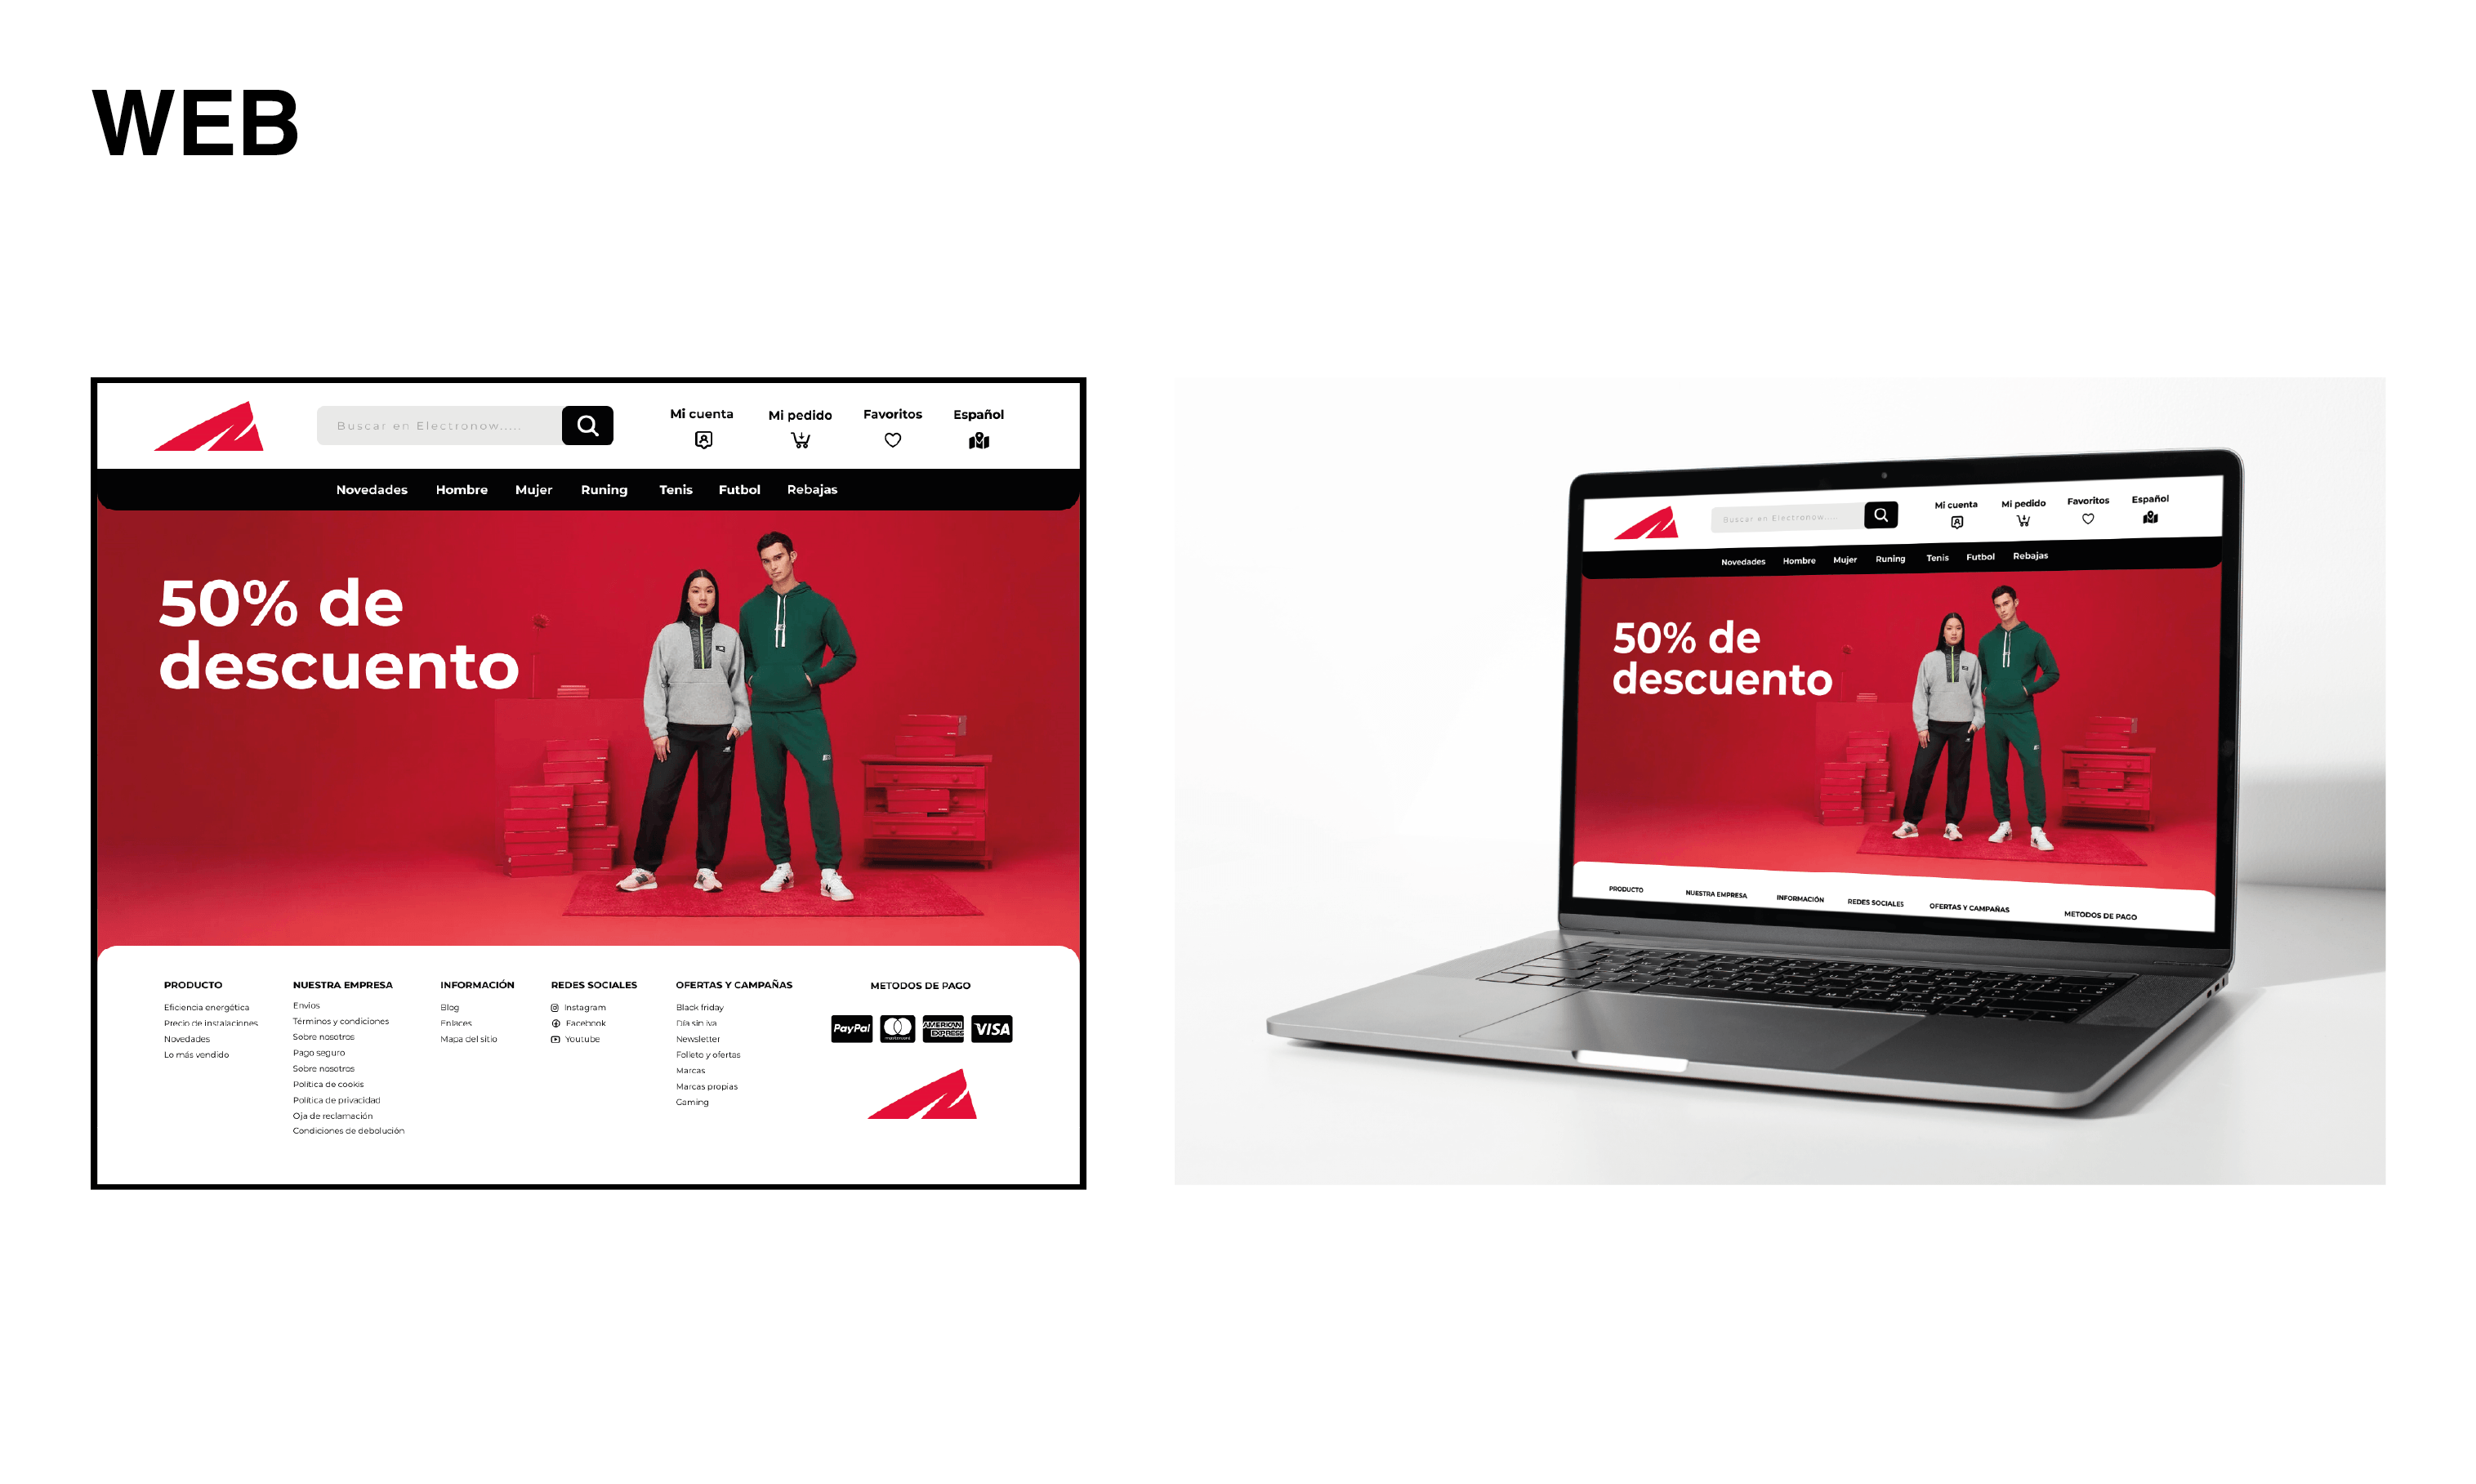 WEB
Buscar en Electronow.....
Mi cuenta
Mi pedido
Favoritos
Español
Novedades Hombre Mujer Runing Tenis Futbol Rebajas
50% de
descuento
PRODUCTO
Eficiencia energética
Precio de instalaciones
Novedades
Lo más vendido
NUESTRA EMPRESA
Envíos
Términos y condiciones
Sobre nosotros
Pago seguro
Sobre nosotros
Política de cookis
Política de privacidad
Oja de reclamación
Condiciones de debolución
INFORMACIÓN
Blog
Enlaces
Mapa del sitio
REDES SOCIALES
Instagram
Facebook
Youtube
OFERTAS Y CAMPAÑAS
Black friday
Día sin iva
Newsletter
Folleto y ofertas
Marcas
Marcas propias
Gaming
METODOS DE PAGO
PayPal
mastercard
AMERICAN
EXPRESS
VISA
Buscar en Electronow.....
Mi cuenta
Mi pedido
Favoritos
Español
Novedades Hombre Mujer Runing Tenis Futbol Rebajas
50% de
descuento
PRODUCTO
NUESTRA EMPRESA
INFORMACIÓN
REDES SOCIALES
OFERTAS Y CAMPAÑAS
METODOS DE PAGO